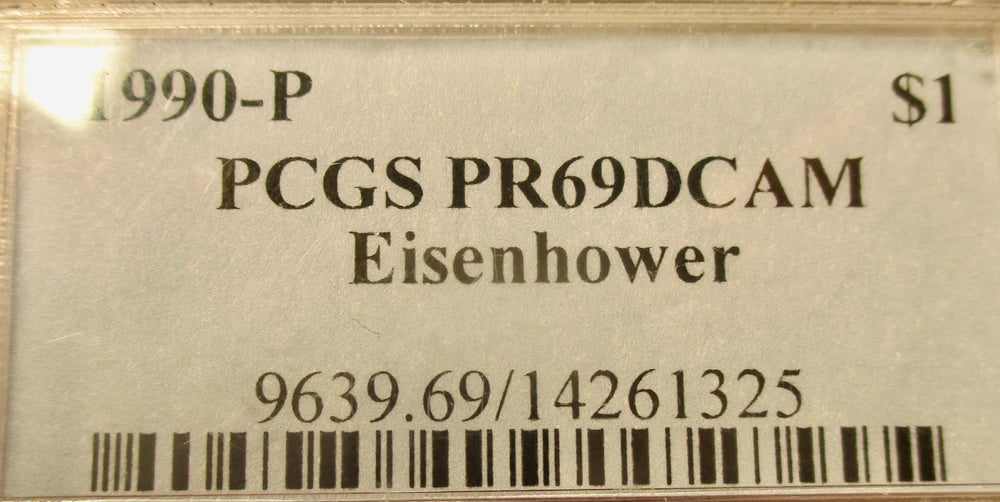 1990-P $1
PCGS PR69DCAM
Eisenhower
9639.69/14261325